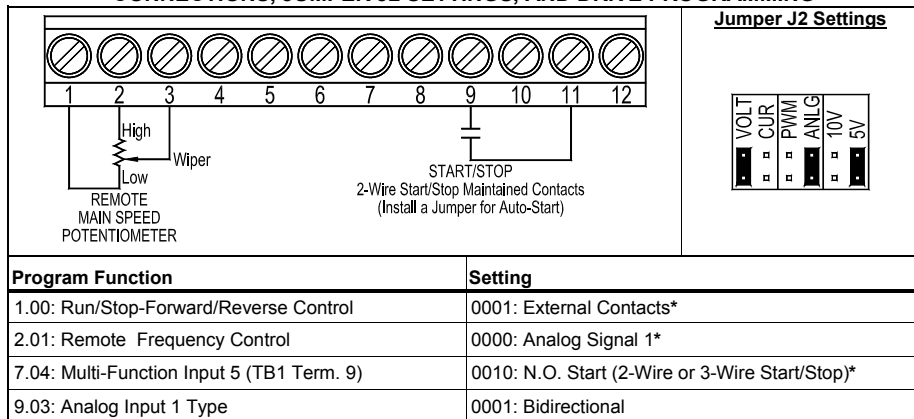 Jumper J2 Settings
1 2 3 4 5 6 7 8 9 10 11 12
High
Wiper
Low
REMOTE
MAIN SPEED
POTENTIOMETER
START/STOP
2-Wire Start/Stop Maintained Contacts
(Install a Jumper for Auto-Start)
VOLT
CUR
PWM
ANLG
10V
5V
Program Function Setting
1.00: Run/Stop-Forward/Reverse Control 0001: External Contacts*
2.01: Remote Frequency Control 0000: Analog Signal 1*
7.04: Multi-Function Input 5 (TB1 Term. 9) 0010: N.O. Start (2-Wire or 3-Wire Start/Stop)*
9.03: Analog Input 1 Type 0001: Bidirectional